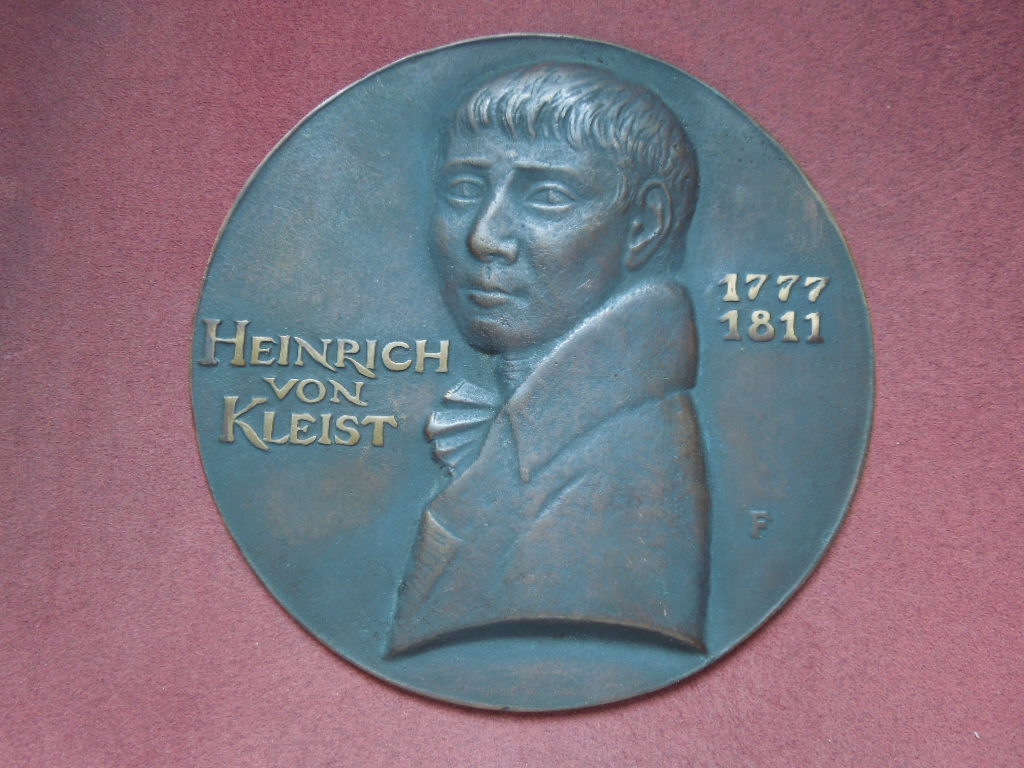 HEINRICH
VON
KLEIST
1777
1811
F